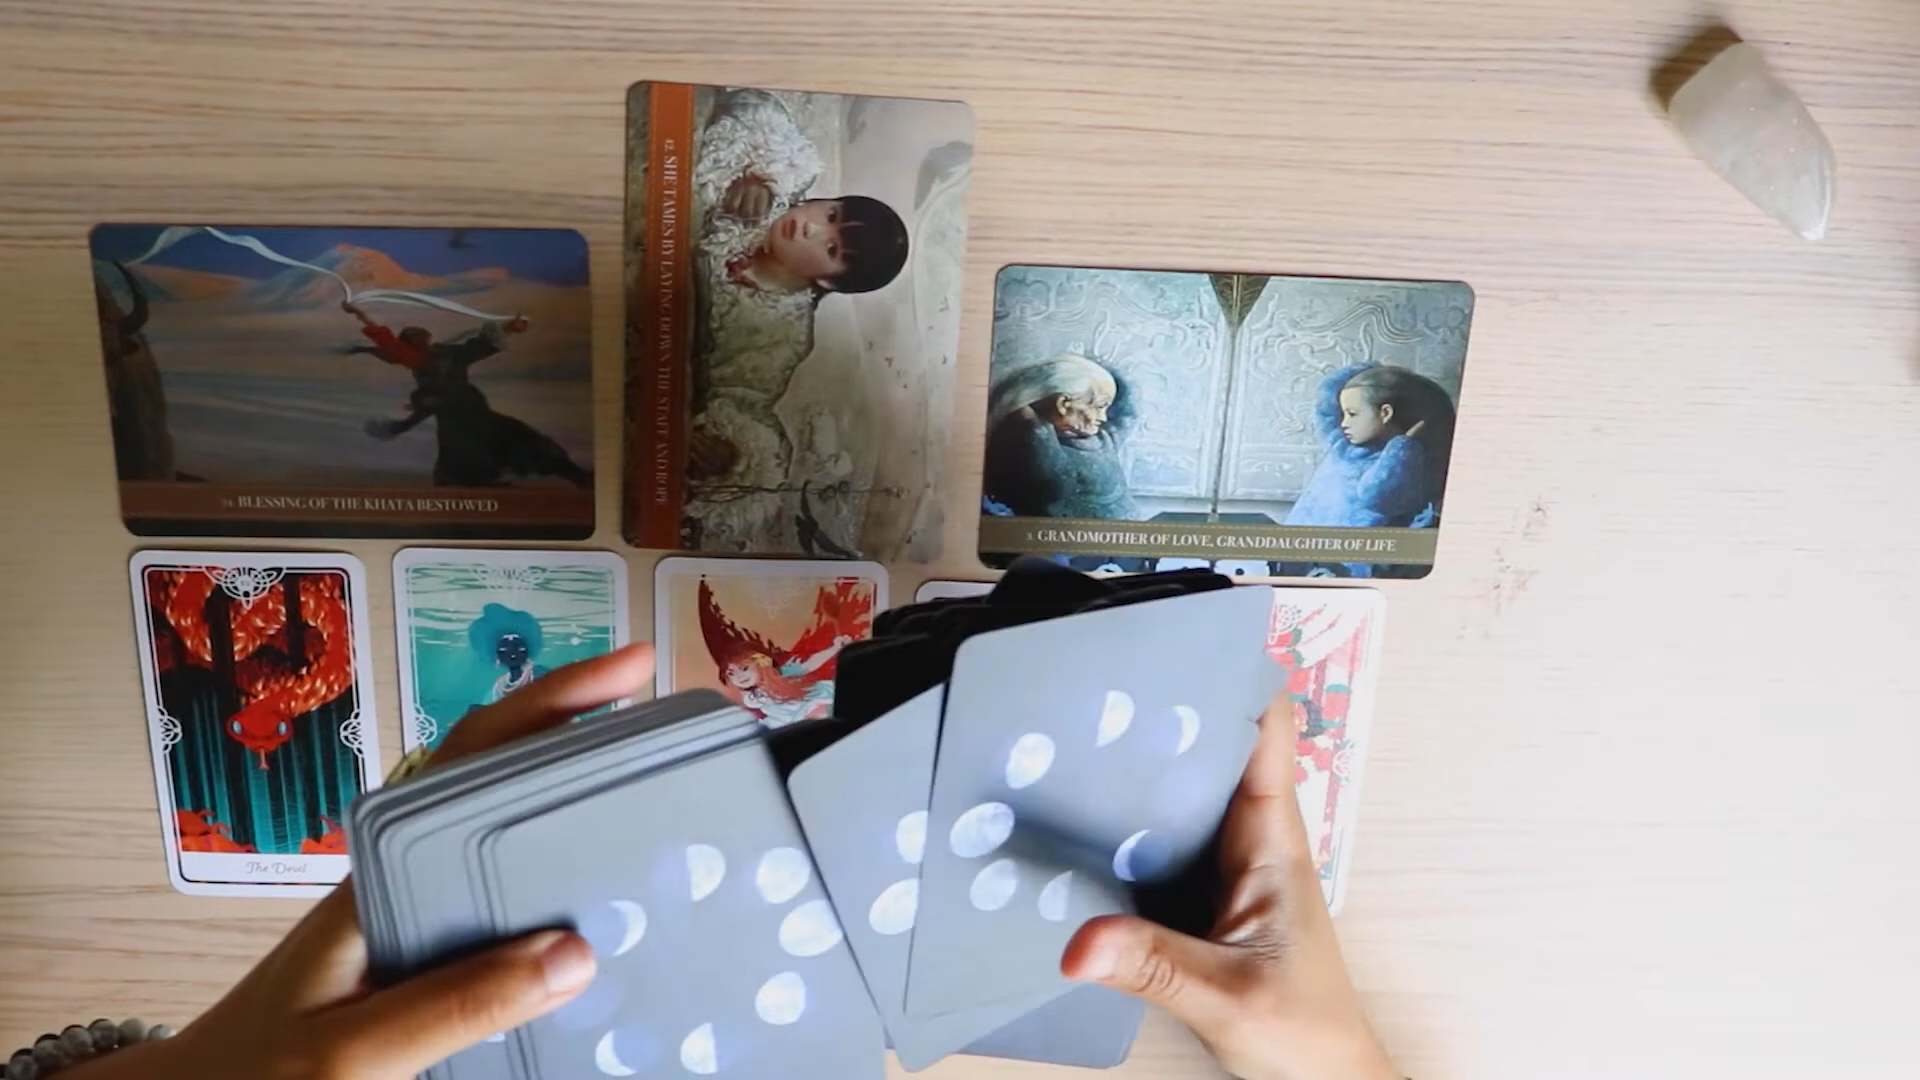 42. SHE TAMES BY LAYING DOWN THE STAFF AND ROPE
34. BLESSING OF THE KHATA BESTOWED
3. GRANDMOTHER OF LOVE, GRANDDAUGHTER OF LIFE
XV
The Devil